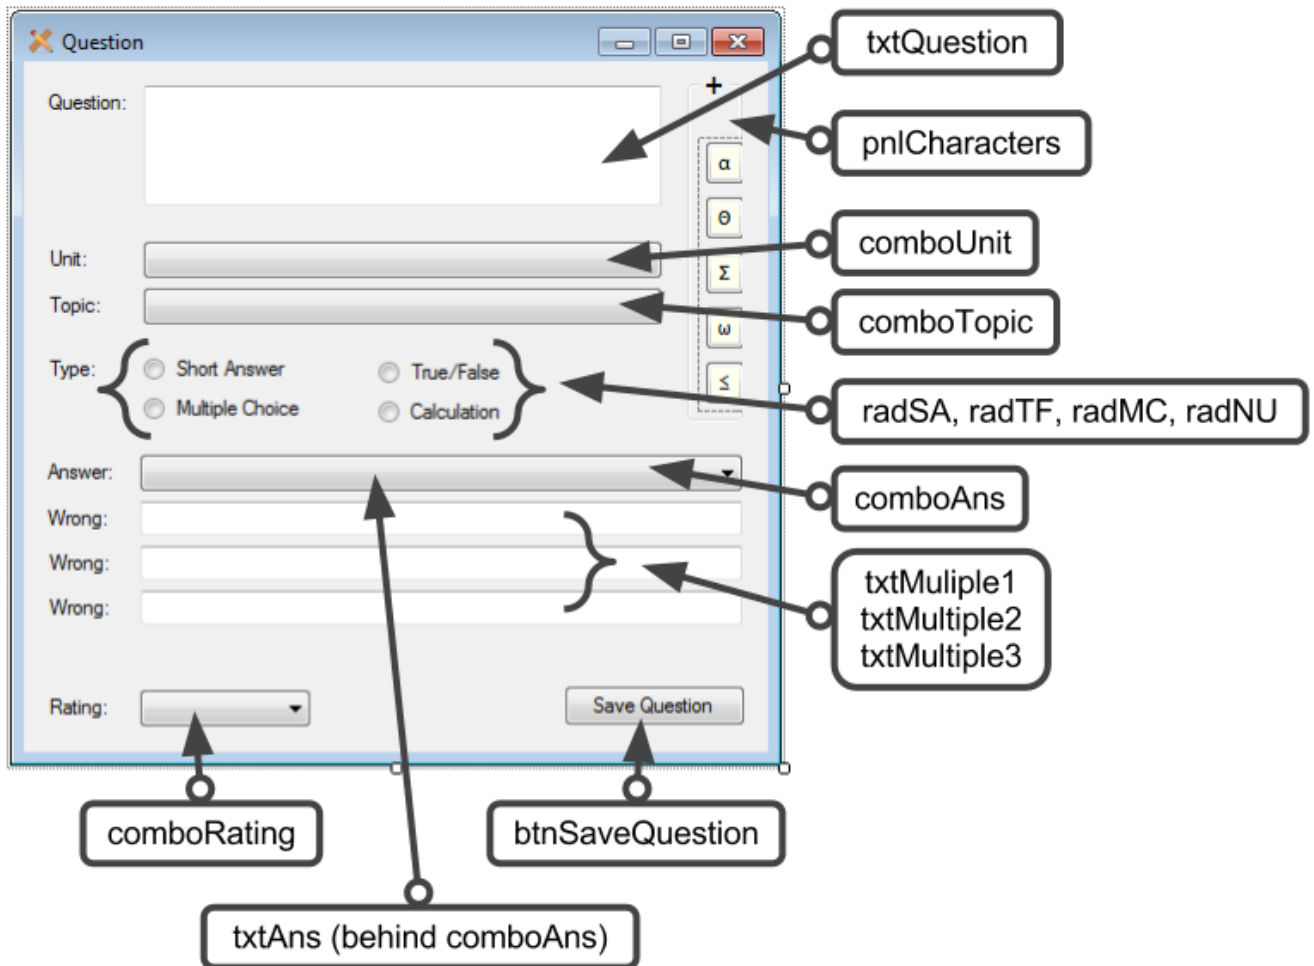 Question
txtQuestion
Question:
+
pnlCharacters
α
Θ
Unit:
comboUnit
Σ
Topic:
comboTopic
ω
Type:
Short Answer
True/False
≤
Multiple Choice
Calculation
radSA, radTF, radMC, radNU
Answer:
comboAns
Wrong:
Wrong:
Wrong:
txtMuliple1
txtMultiple2
txtMultiple3
Rating:
Save Question
comboRating
btnSaveQuestion
txtAns (behind comboAns)